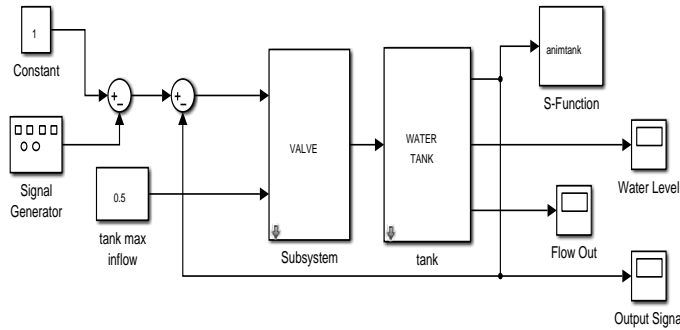 1
Constant
+
−
+
−
Signal
Generator
0.5
tank max
inflow
VALVE
Subsystem
WATER
TANK
tank
animtank
S-Function
Water Level
Flow Out
Output Signal